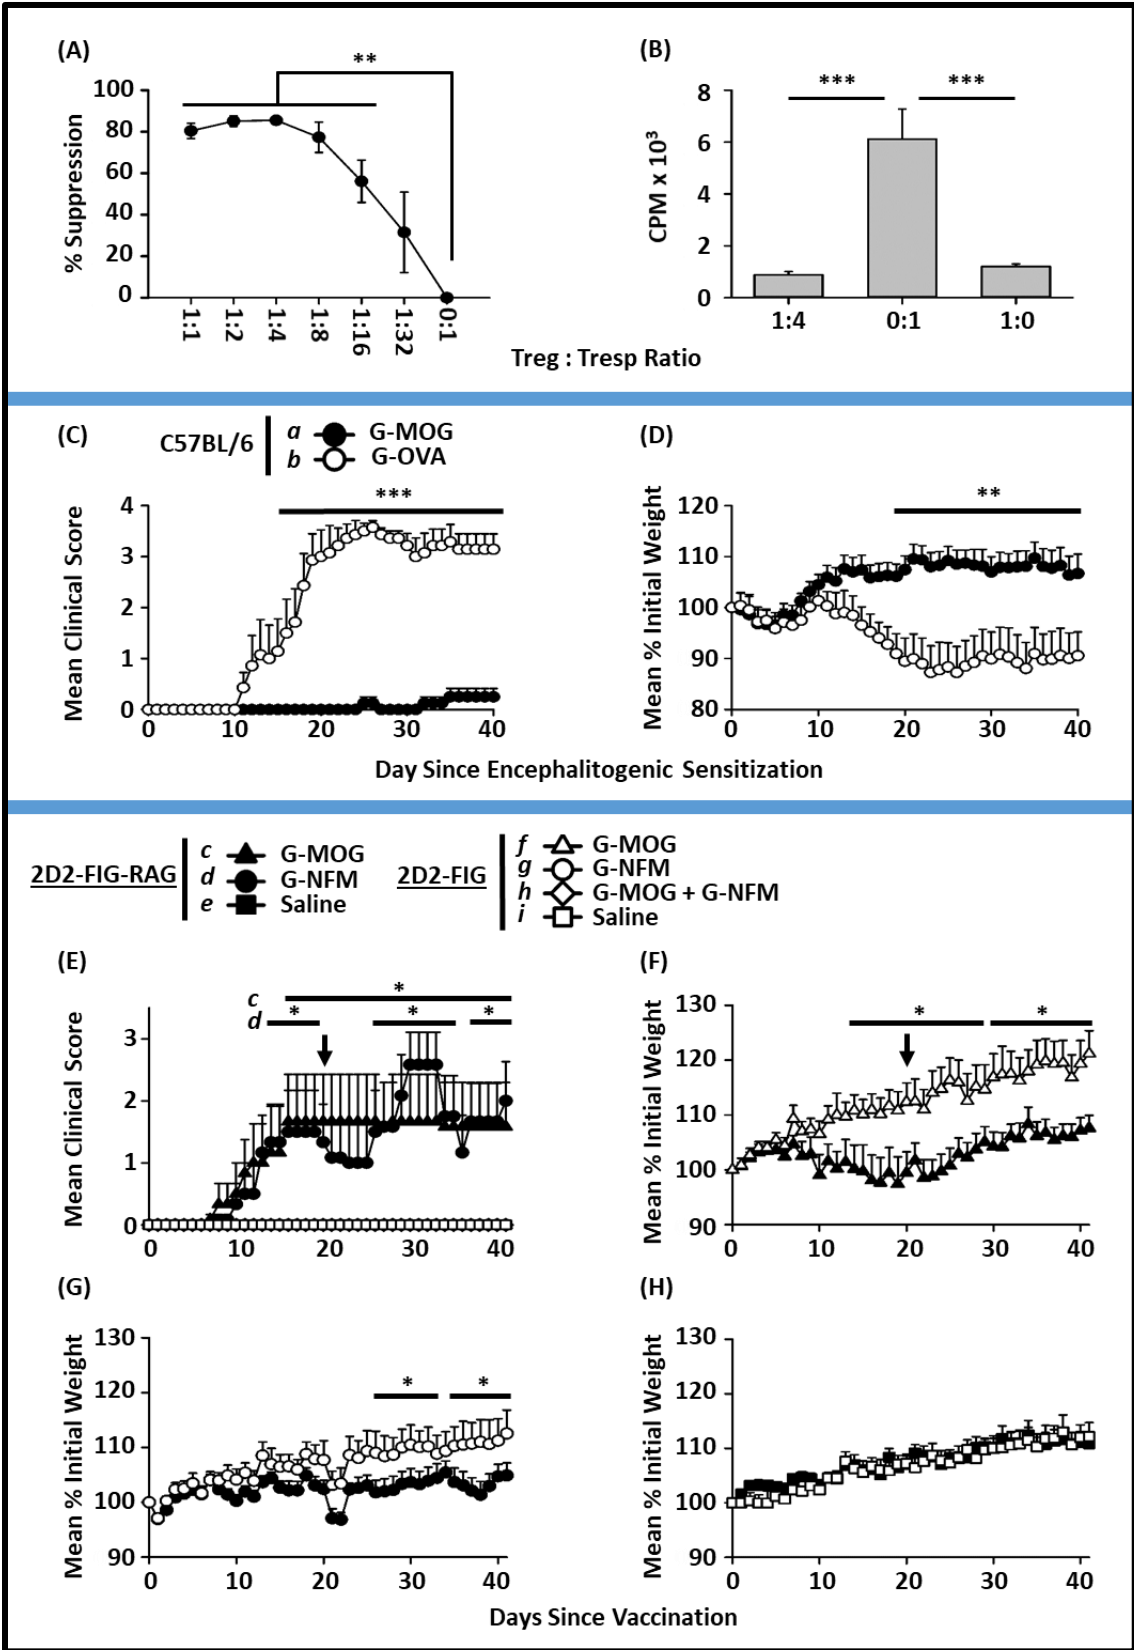 (A)
**
% Suppression
100
80
60
40
20
0
1:1
1:2
1:4
1:8
1:16
1:32
0:1
(B)
*** ***
CPM x 10³
8
6
4
2
0
1:4 0:1 1:0
Treg : Tresp Ratio
(C)
C57BL/6
a G-MOG
b G-OVA
***
Mean Clinical Score
4
3
2
1
0
0 10 20 30 40
(D)
**
Mean % Initial Weight
120
110
100
90
80
0 10 20 30 40
Day Since Encephalitogenic Sensitization
2D2-FIG-RAG
c G-MOG
d G-NFM
e Saline
2D2-FIG
f G-MOG
g G-NFM
h G-MOG + G-NFM
i Saline
(E)
c *
d * * *
Mean Clinical Score
3
2
1
0
0 10 20 30 40
(F)
* *
Mean % Initial Weight
130
120
110
100
90
0 10 20 30 40
(G)
* *
Mean % Initial Weight
130
120
110
100
90
0 10 20 30 40
(H)
Mean % Initial Weight
130
120
110
100
90
0 10 20 30 40
Days Since Vaccination